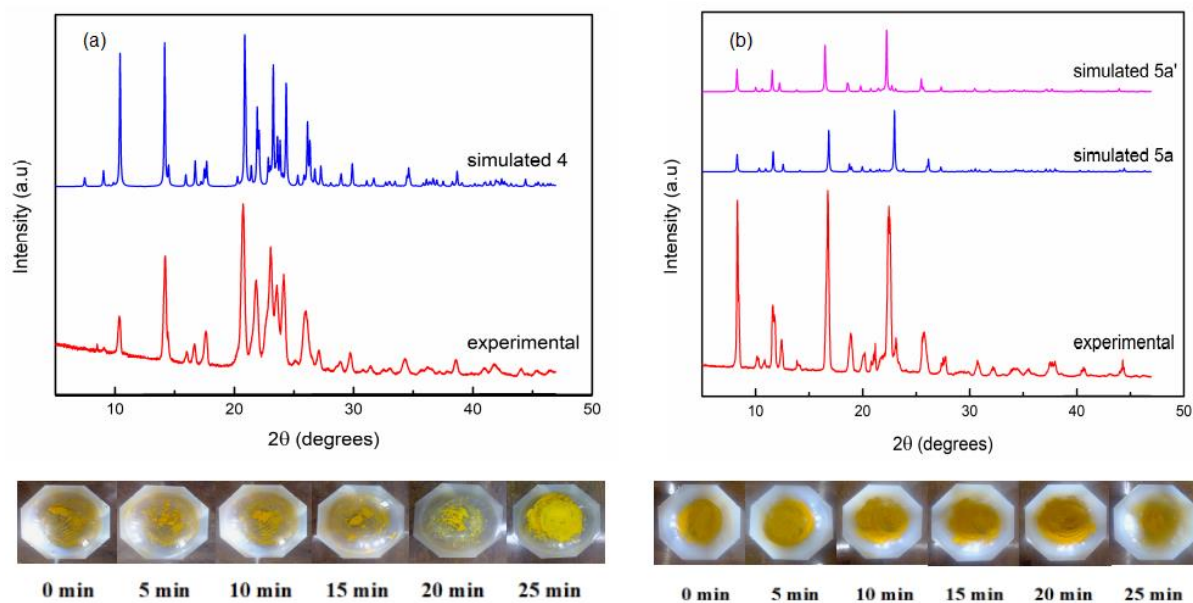 (a)
simulated 4
experimental
Intensity (a.u)
10 20 30 40 50
2θ (degrees)
0 min 5 min 10 min 15 min 20 min 25 min
(b)
simulated 5a'
simulated 5a
experimental
Intensity (a.u)
10 20 30 40 50
2θ (degrees)
0 min 5 min 10 min 15 min 20 min 25 min